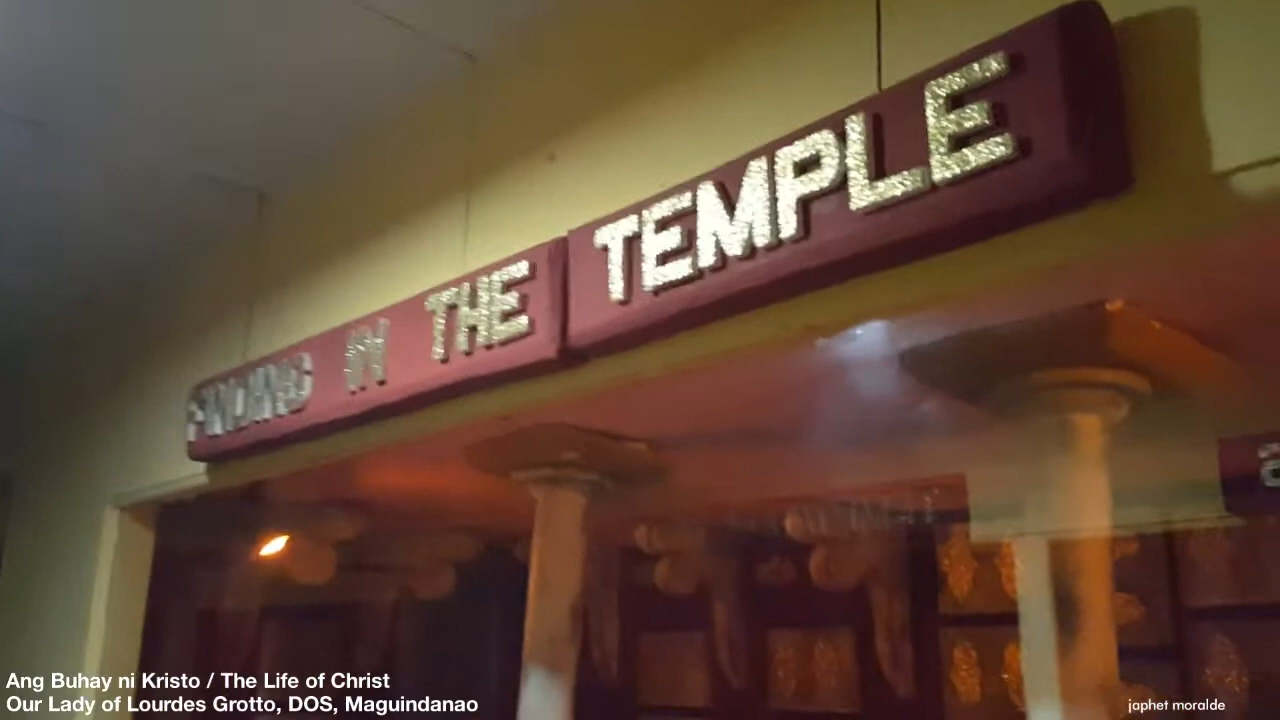 FINDING IN THE TEMPLE
Ang Buhay ni Kristo / The Life of Christ
Our Lady of Lourdes Grotto, DOS, Maguindanao
japhet moralde